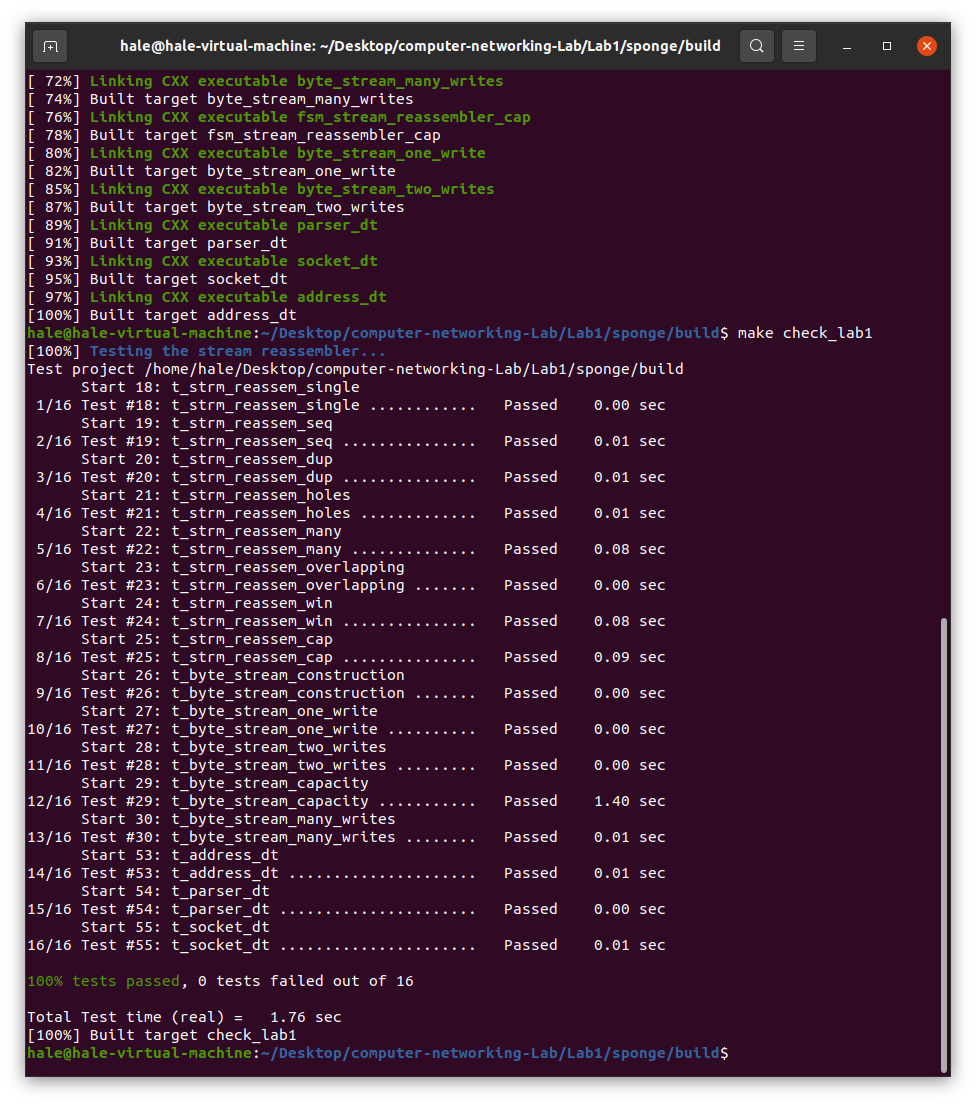 hale@hale-virtual-machine: ~/Desktop/computer-networking-Lab/Lab1/sponge/build
[ 72%] Linking CXX executable byte_stream_many_writes
[ 74%] Built target byte_stream_many_writes
[ 76%] Linking CXX executable fsm_stream_reassembler_cap
[ 78%] Built target fsm_stream_reassembler_cap
[ 80%] Linking CXX executable byte_stream_one_write
[ 82%] Built target byte_stream_one_write
[ 85%] Linking CXX executable byte_stream_two_writes
[ 87%] Built target byte_stream_two_writes
[ 89%] Linking CXX executable parser_dt
[ 91%] Built target parser_dt
[ 93%] Linking CXX executable socket_dt
[ 95%] Built target socket_dt
[ 97%] Linking CXX executable address_dt
[100%] Built target address_dt
hale@hale-virtual-machine:~/Desktop/computer-networking-Lab/Lab1/sponge/build$ make check_lab1
[100%] Testing the stream reassembler...
Test project /home/hale/Desktop/computer-networking-Lab/Lab1/sponge/build
      Start 18: t_strm_reassem_single
 1/16 Test #18: t_strm_reassem_single ............   Passed    0.00 sec
      Start 19: t_strm_reassem_seq
 2/16 Test #19: t_strm_reassem_seq ...............   Passed    0.01 sec
      Start 20: t_strm_reassem_dup
 3/16 Test #20: t_strm_reassem_dup ...............   Passed    0.01 sec
      Start 21: t_strm_reassem_holes
 4/16 Test #21: t_strm_reassem_holes .............   Passed    0.01 sec
      Start 22: t_strm_reassem_many
 5/16 Test #22: t_strm_reassem_many ..............   Passed    0.08 sec
      Start 23: t_strm_reassem_overlapping
 6/16 Test #23: t_strm_reassem_overlapping .......   Passed    0.00 sec
      Start 24: t_strm_reassem_win
 7/16 Test #24: t_strm_reassem_win ...............   Passed    0.08 sec
      Start 25: t_strm_reassem_cap
 8/16 Test #25: t_strm_reassem_cap ...............   Passed    0.09 sec
      Start 26: t_byte_stream_construction
 9/16 Test #26: t_byte_stream_construction .......   Passed    0.00 sec
      Start 27: t_byte_stream_one_write
10/16 Test #27: t_byte_stream_one_write ..........   Passed    0.00 sec
      Start 28: t_byte_stream_two_writes
11/16 Test #28: t_byte_stream_two_writes .........   Passed    0.00 sec
      Start 29: t_byte_stream_capacity
12/16 Test #29: t_byte_stream_capacity ...........   Passed    1.40 sec
      Start 30: t_byte_stream_many_writes
13/16 Test #30: t_byte_stream_many_writes ........   Passed    0.01 sec
      Start 53: t_address_dt
14/16 Test #53: t_address_dt .....................   Passed    0.01 sec
      Start 54: t_parser_dt
15/16 Test #54: t_parser_dt ......................   Passed    0.00 sec
      Start 55: t_socket_dt
16/16 Test #55: t_socket_dt ......................   Passed    0.01 sec
100% tests passed, 0 tests failed out of 16
Total Test time (real) =   1.76 sec
[100%] Built target check_lab1
hale@hale-virtual-machine:~/Desktop/computer-networking-Lab/Lab1/sponge/build$